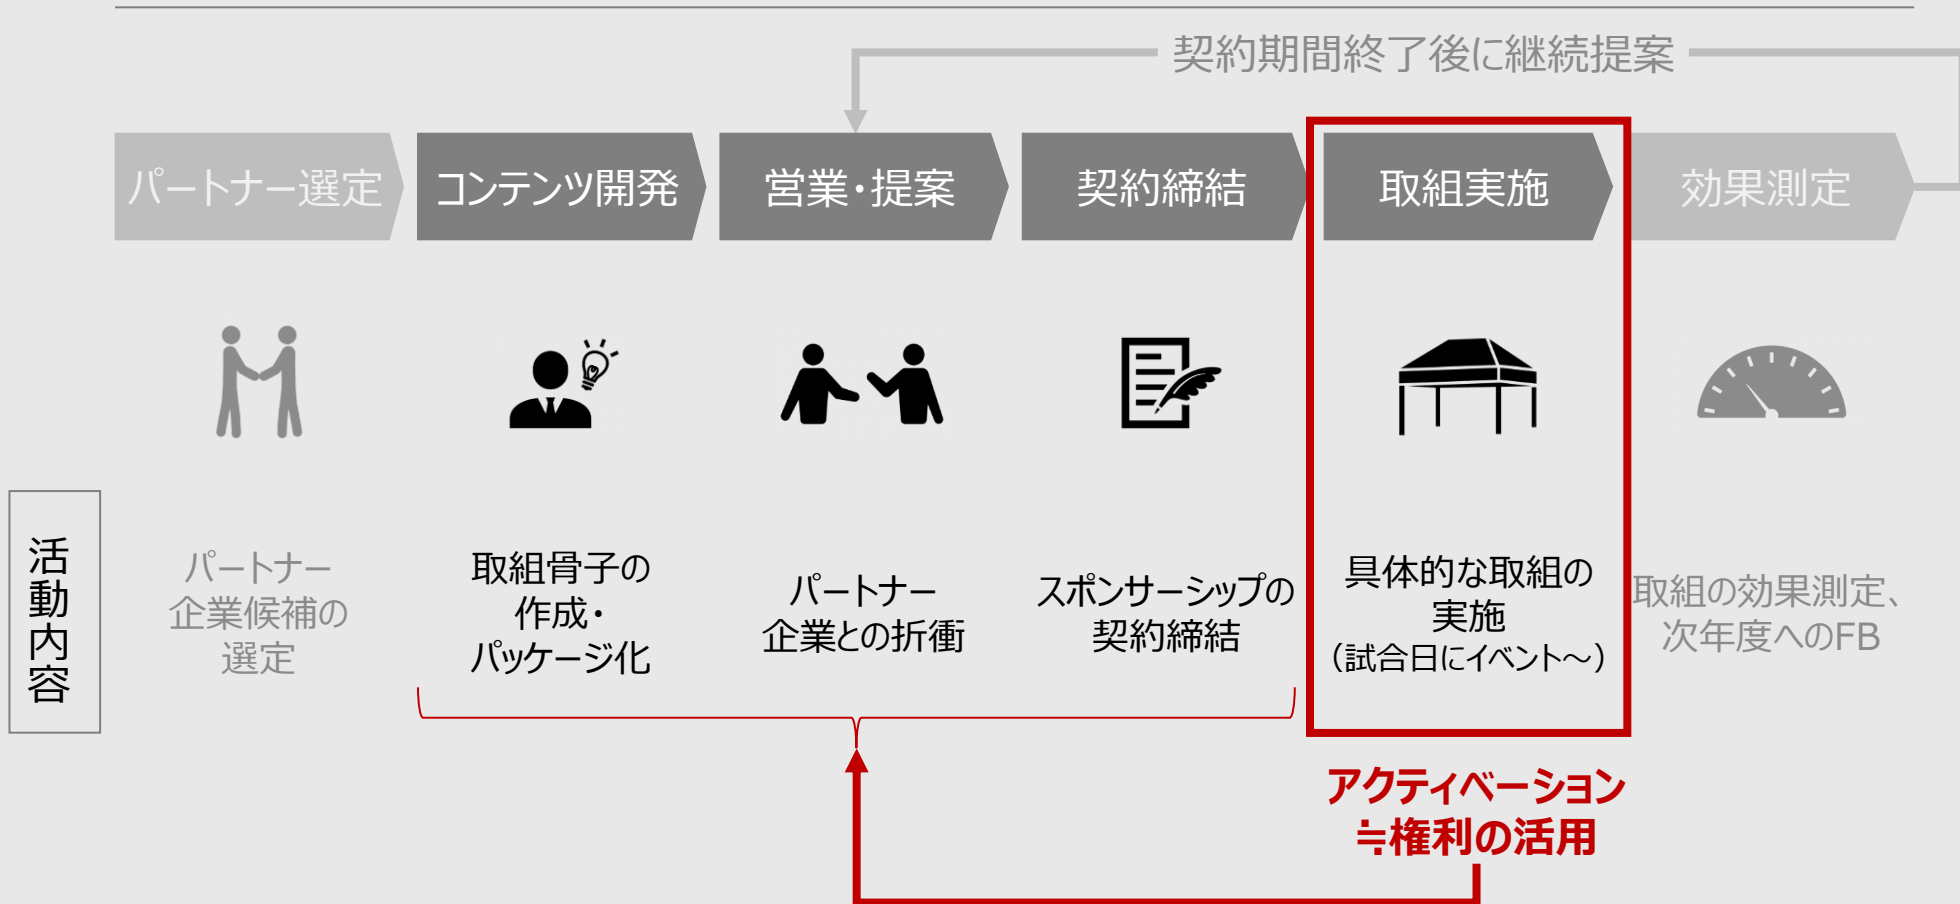 契約期間終了後に継続提案
パートナー選定
コンテンツ開発
営業・提案
契約締結
取組実施
効果測定
活動内容
パートナー
企業候補の
選定
取組骨子の
作成・
パッケージ化
パートナー
企業との折衝
スポンサーシップの
契約締結
具体的な取組の
実施
（試合日にイベント～）
取組の効果測定、
次年度へのFB
アクティベーション
≒権利の活用